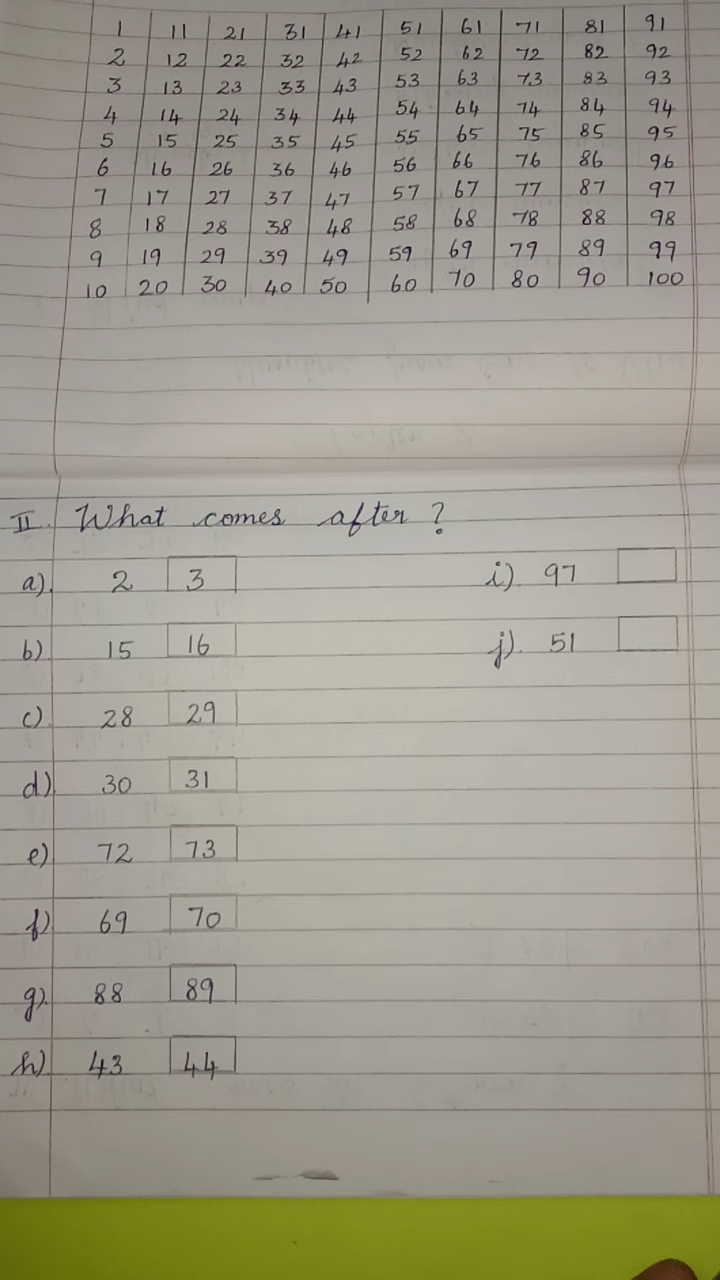 1 11 21 31 41 51 61 71 81 91
2 12 22 32 42 52 62 72 82 92
3 13 23 33 43 53 63 73 83 93
4 14 24 34 44 54 64 74 84 94
5 15 25 35 45 55 65 75 85 95
6 16 26 36 46 56 66 76 86 96
7 17 27 37 47 57 67 77 87 97
8 18 28 38 48 58 68 78 88 98
9 19 29 39 49 59 69 79 89 99
10 20 30 40 50 60 70 80 90 100
II. What comes after?
a). 2 3
b) 15 16
c). 28 29
d). 30 31
e) 72 73
f) 69 70
g). 88 89
h). 43 44
i). 97
j). 51